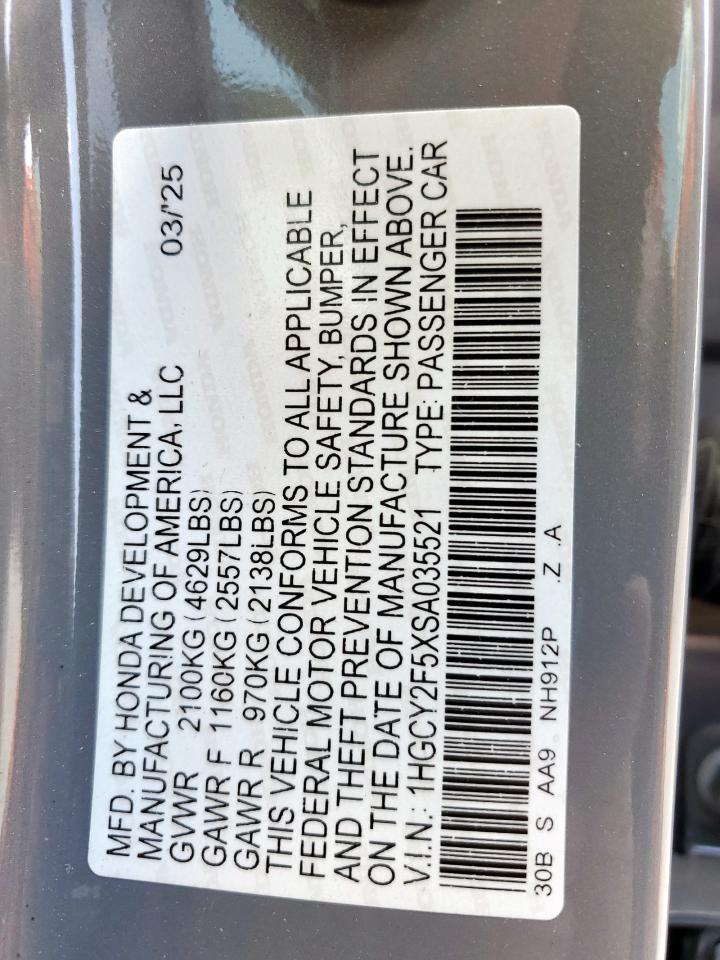 MFD. BY HONDA DEVELOPMENT &
MANUFACTURING OF AMERICA, LLC 03/'25
GVWR 2100KG (4629LBS)
GAWR F 1160KG (2557LBS)
GAWR R 970KG (2138LBS)
THIS VEHICLE CONFORMS TO ALL APPLICABLE
FEDERAL MOTOR VEHICLE SAFETY, BUMPER,
AND THEFT PREVENTION STANDARDS IN EFFECT
ON THE DATE OF MANUFACTURE SHOWN ABOVE.
V.I.N.: 1HGCY2F5XSA035521 TYPE: PASSENGER CAR
30B S AA9 NH912P .Z .A